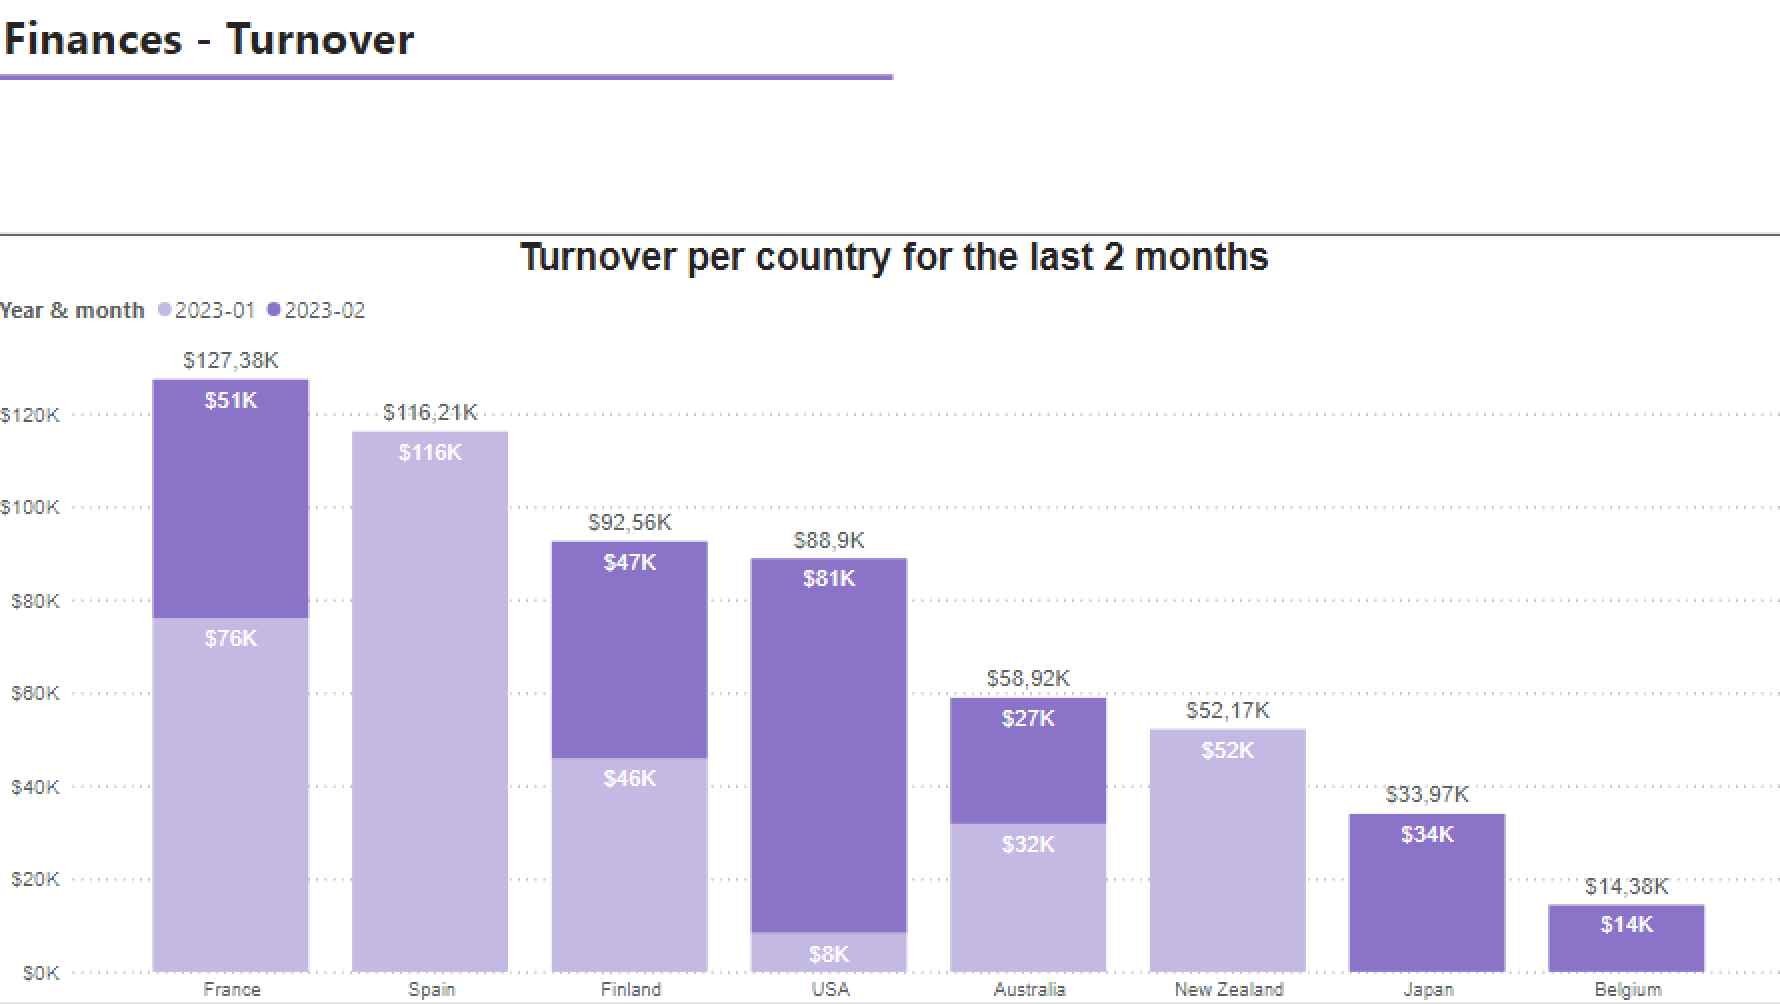 Finances - Turnover
Turnover per country for the last 2 months
Year & month 2023-01 2023-02
$127,38K
$51K
$120K
$116,21K
$116K
$100K
$92,56K
$88,9K
$47K
$81K
$80K
$76K
$58,92K
$60K
$27K
$52,17K
$52K
$46K
$40K
$33,97K
$32K
$34K
$20K
$14,38K
$14K
$8K
$0K
France Spain Finland USA Australia New Zealand Japan Belgium